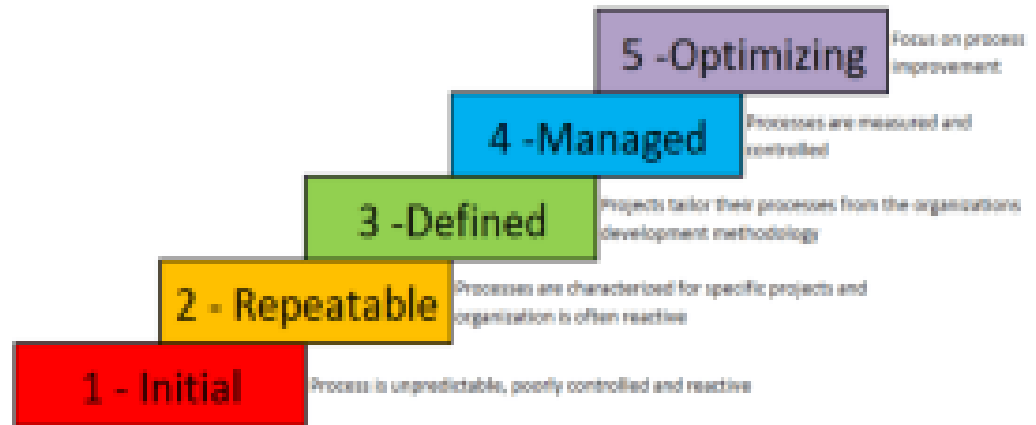 5 -Optimizing
Focus on process
improvement
4 -Managed
Processes are measured and
controlled
3 -Defined
Projects tailor their processes from the organizations
development methodology
2 - Repeatable
Processes are characterized for specific projects and
organization is often reactive
1 - Initial
Process is unpredictable, poorly controlled and reactive